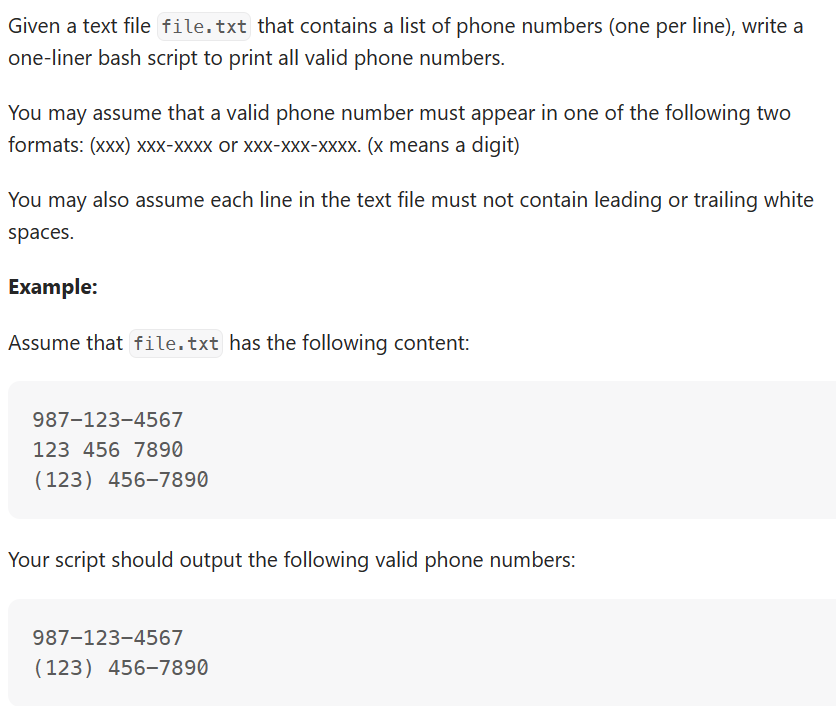 Given a text file file.txt that contains a list of phone numbers (one per line), write a
one-liner bash script to print all valid phone numbers.
You may assume that a valid phone number must appear in one of the following two
formats: (xxx) xxx-xxxx or xxx-xxx-xxxx. (x means a digit)
You may also assume each line in the text file must not contain leading or trailing white
spaces.
Example:
Assume that file.txt has the following content:
987-123-4567
123 456 7890
(123) 456-7890
Your script should output the following valid phone numbers:
987-123-4567
(123) 456-7890